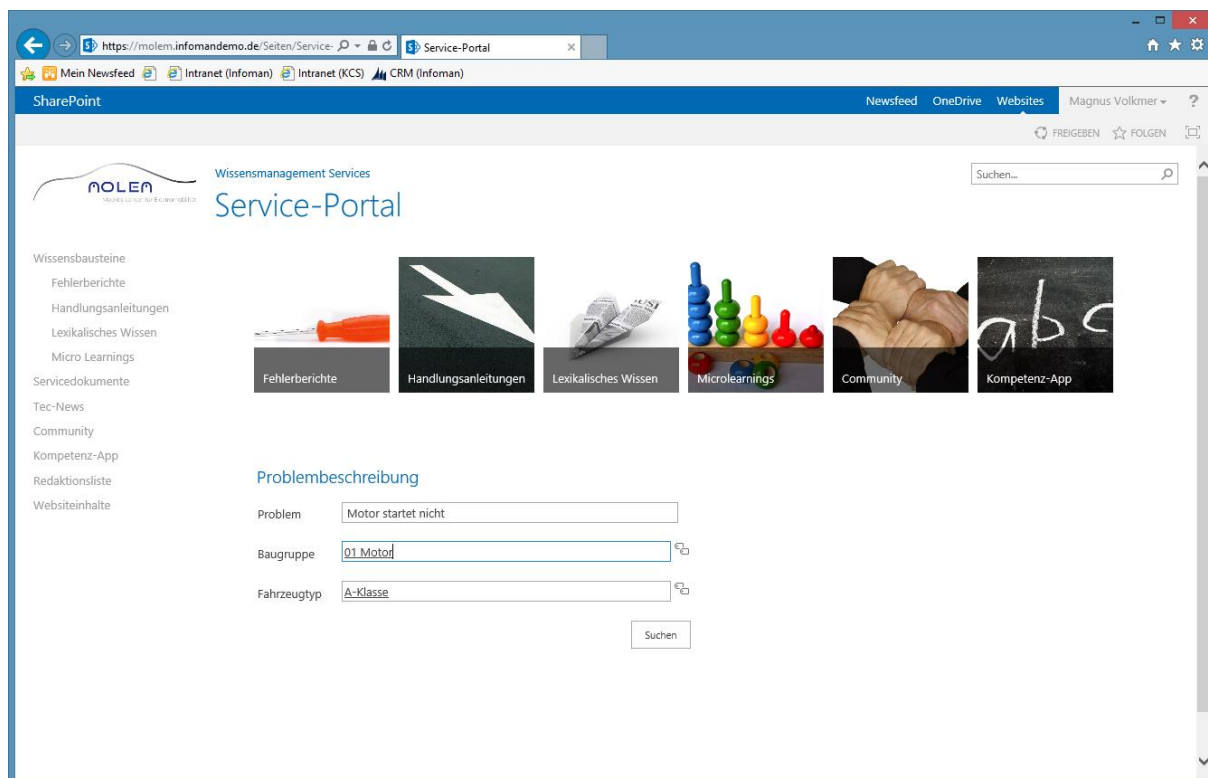 https://molem.infomandemo.de/Seiten/Service-
Service-Portal
Mein Newsfeed
Intranet (Infoman)
Intranet (KCS)
CRM (Infoman)
SharePoint
Newsfeed
OneDrive
Websites
Magnus Volkmer
?
FREIGEBEN
FOLGEN
MOLEM
Wissensmanagement Services
Suchen...
Service-Portal
Wissensbausteine
Fehlerberichte
Handlungsanleitungen
Lexikalisches Wissen
Micro Learnings
Servicedokumente
Tec-News
Community
Kompetenz-App
Redaktionsliste
Websiteinhalte
Fehlerberichte
Handlungsanleitungen
Lexikalisches Wissen
Microlearnings
Community
abc
Kompetenz-App
Problembeschreibung
Problem
Motor startet nicht
Baugruppe
01 Motor
Fahrzeugtyp
A-Klasse
Suchen